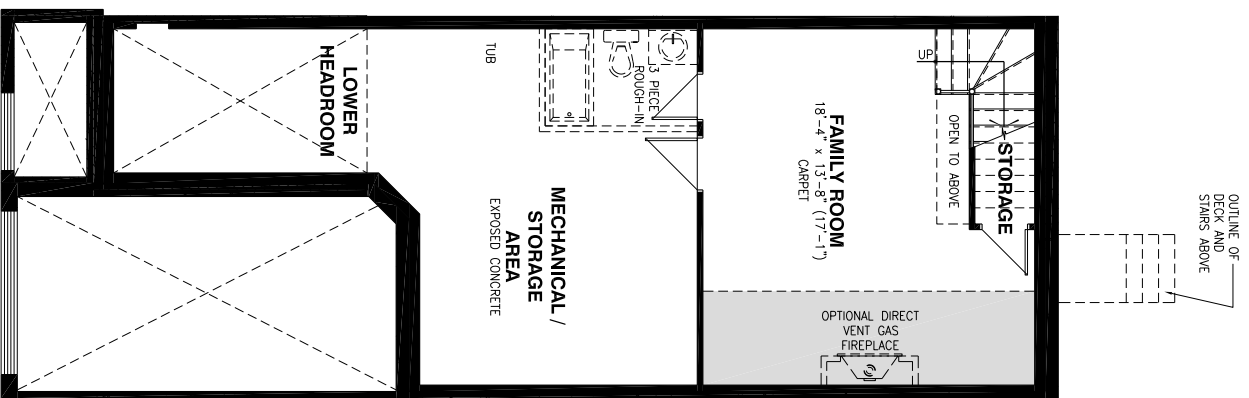 LOWER
HEADROOM
TUB
3 PIECE
ROUGH-IN
MECHANICAL /
STORAGE
AREA
EXPOSED CONCRETE
FAMILY ROOM
18'-4" x 13'-8" (17'-1")
CARPET
UP
OPEN TO ABOVE
STORAGE
OPTIONAL DIRECT
VENT GAS
FIREPLACE
OUTLINE OF
DECK AND
STAIRS ABOVE